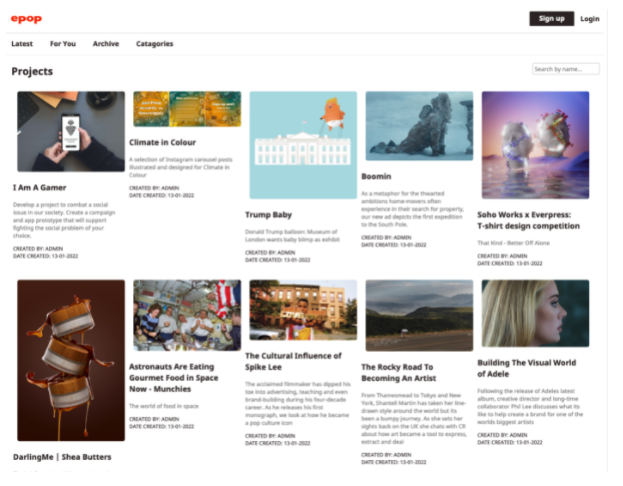 epop
Sign up
Login
Latest
For You
Archive
Catagories
Projects
Search by name...
I Am A Gamer
Develop a project to combat a social
issue in our society. Create a campaign
and app prototype that will support
fighting the social problem of your
choice.
CREATED BY: ADMIN
DATE CREATED: 13-01-2022
Climate in Colour
A selection of Instagram carousel posts
illustrated and designed for Climate in
Colour
CREATED BY: ADMIN
DATE CREATED: 13-01-2022
Trump Baby
Donald Trump balloon: Museum of
London wants baby blimp as exhibit
CREATED BY: ADMIN
DATE CREATED: 13-01-2022
Boomin
As a metaphor for the thwarted
ambitions home-movers often
experience in their search for property,
our new ad depicts the first expedition
to the South Pole.
CREATED BY: ADMIN
DATE CREATED: 13-01-2022
Soho Works x Everpress:
T-shirt design competition
That Kind - Better Off Alone
CREATED BY: ADMIN
DATE CREATED: 13-01-2022
DarlingMe | Shea Butters
Astronauts Are Eating
Gourmet Food in Space
Now - Munchies
The world of food in space
CREATED BY: ADMIN
DATE CREATED: 13-01-2022
The Cultural Influence of
Spike Lee
The acclaimed filmmaker has dipped his
toe into advertising, teaching and even
brand-building during his four-decade
career. As he releases his first
monograph, we look at how he became
a pop culture icon
CREATED BY: ADMIN
DATE CREATED: 13-01-2022
The Rocky Road To
Becoming An Artist
From Thamesmead to Tokyo and New
York, Shantell Martin has taken her line-
drawn style around the world but its
been a bumpy journey. As she sets her
sights back on the UK she chats with CR
about how art became a tool to express,
extract and deal
CREATED BY: ADMIN
DATE CREATED: 13-01-2022
Building The Visual World
of Adele
Following the release of Adeles latest
album, creative director and long-time
collaborator Phil Lee discusses what its
like to help create a brand for one of the
worlds biggest artists
CREATED BY: ADMIN
DATE CREATED: 13-01-2022